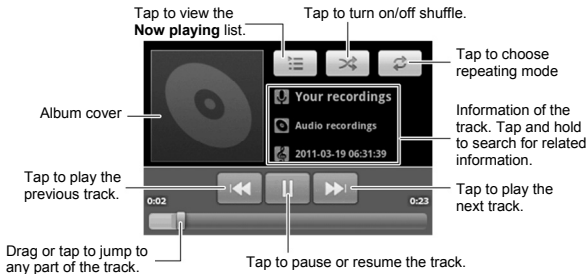 Tap to view the
Now playing list.
Tap to turn on/off shuffle.
Tap to choose
repeating mode
Album cover
Your recordings
Audio recordings
2011-03-19 06:31:39
Information of the
track. Tap and hold
to search for related
information.
Tap to play the
previous track.
0:02
0:23
Tap to play the
next track.
Drag or tap to jump to
any part of the track.
Tap to pause or resume the track.